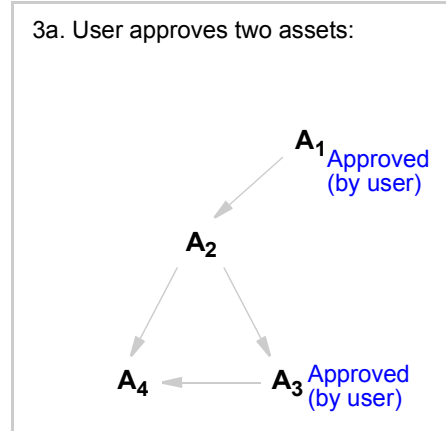 3a. User approves two assets:
A1 Approved
(by user)
A2
A4
A3 Approved
(by user)